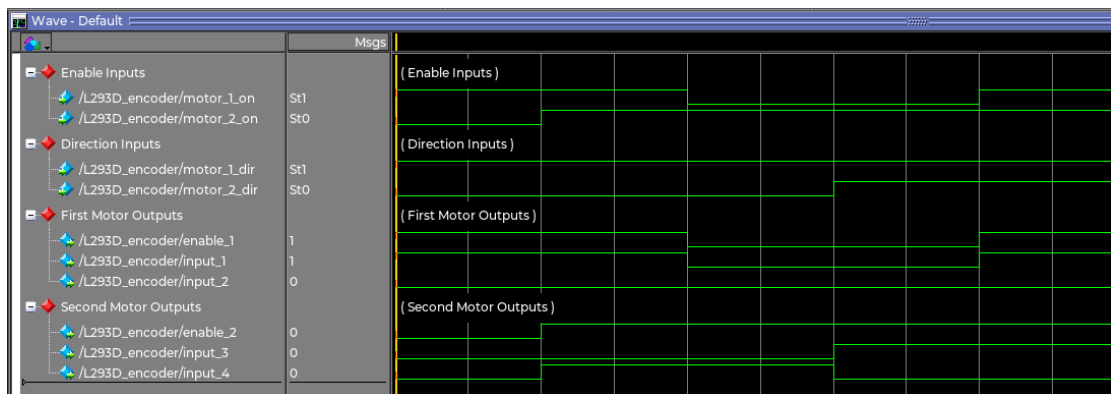 Wave - Default
Msgs
Enable Inputs
( Enable Inputs )
/L293D_encoder/motor_1_on St1
/L293D_encoder/motor_2_on St0
Direction Inputs
( Direction Inputs )
/L293D_encoder/motor_1_dir St1
/L293D_encoder/motor_2_dir St0
First Motor Outputs
( First Motor Outputs )
/L293D_encoder/enable_1 1
/L293D_encoder/input_1 1
/L293D_encoder/input_2 0
Second Motor Outputs
( Second Motor Outputs )
/L293D_encoder/enable_2 0
/L293D_encoder/input_3 0
/L293D_encoder/input_4 0